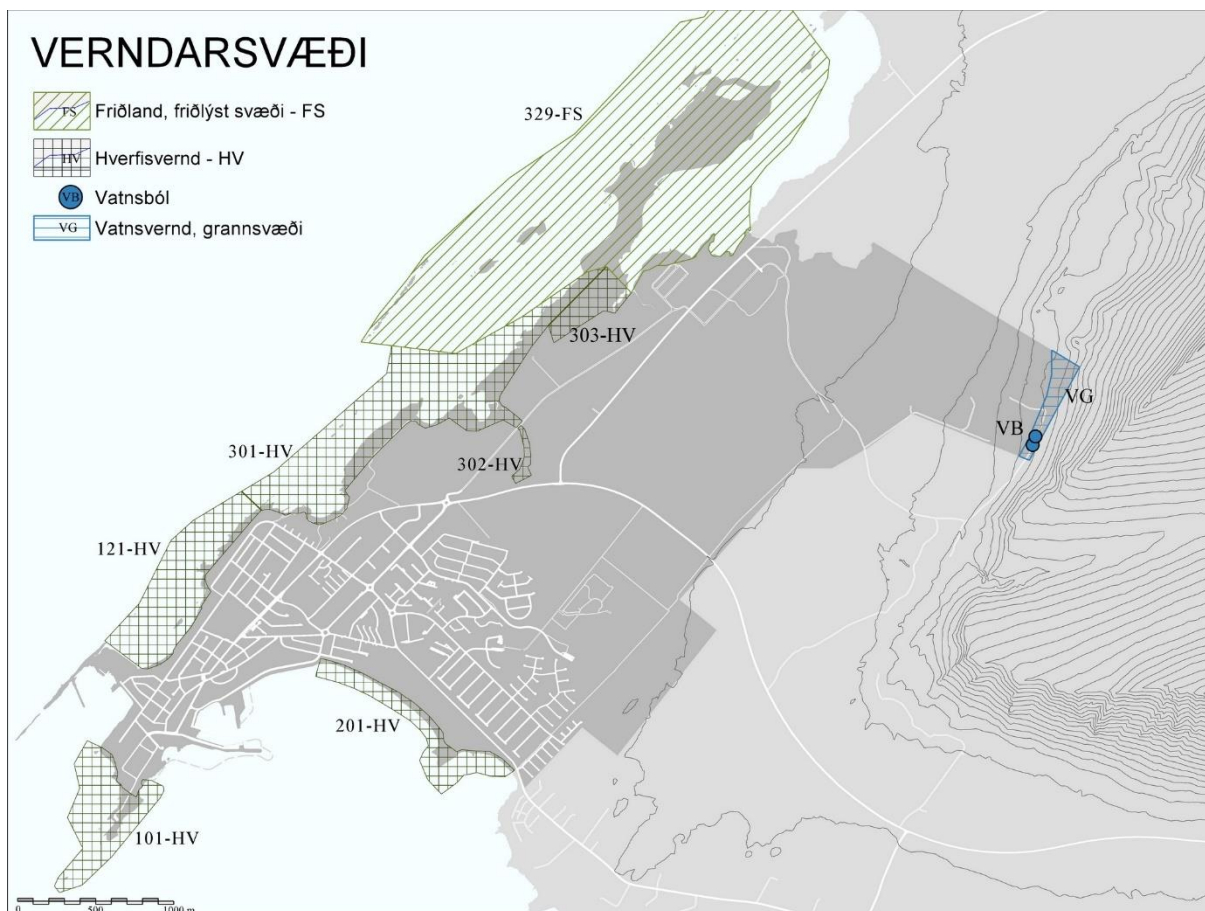 VERNDARSVÆÐI
FS Friðland, friðlýst svæði - FS
HV Hverfisvernd - HV
VB Vatnsból
VG Vatnsvernd, grannsvæði
329-FS
303-HV
VG
VB
301-HV
302-HV
121-HV
201-HV
101-HV
0 500 1000 m